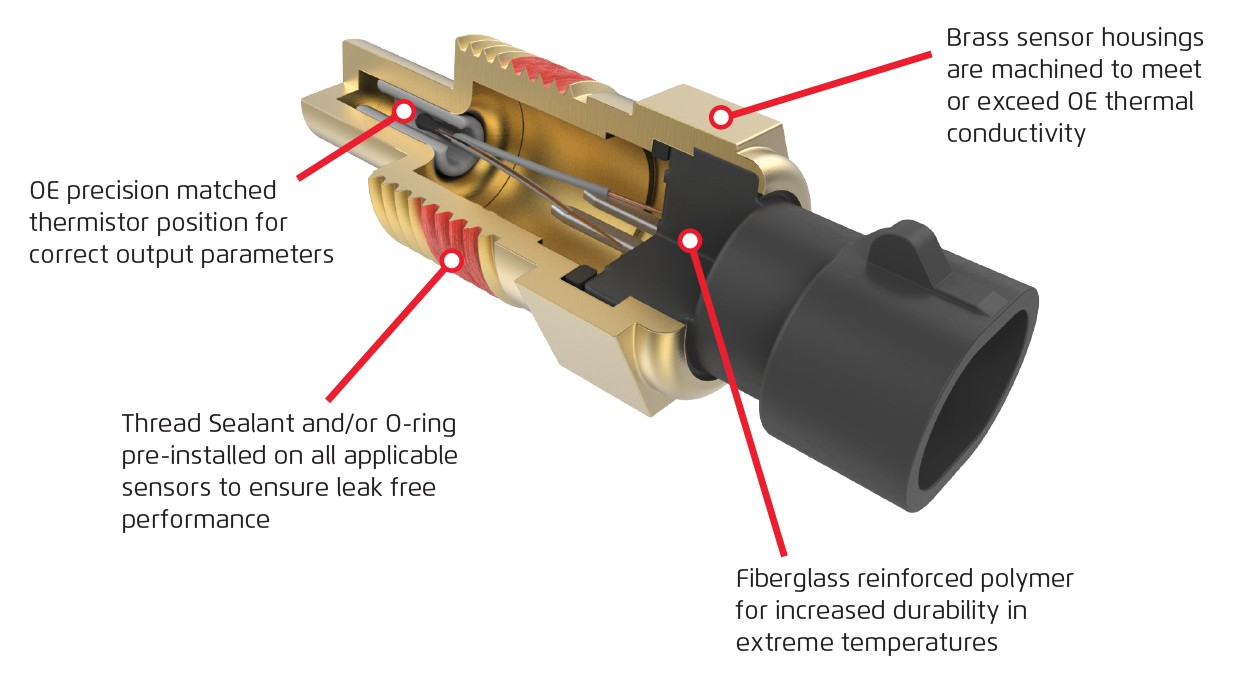 Brass sensor housings
are machined to meet
or exceed OE thermal
conductivity
OE precision matched
thermistor position for
correct output parameters
Thread Sealant and/or O-ring
pre-installed on all applicable
sensors to ensure leak free
performance
Fiberglass reinforced polymer
for increased durability in
extreme temperatures